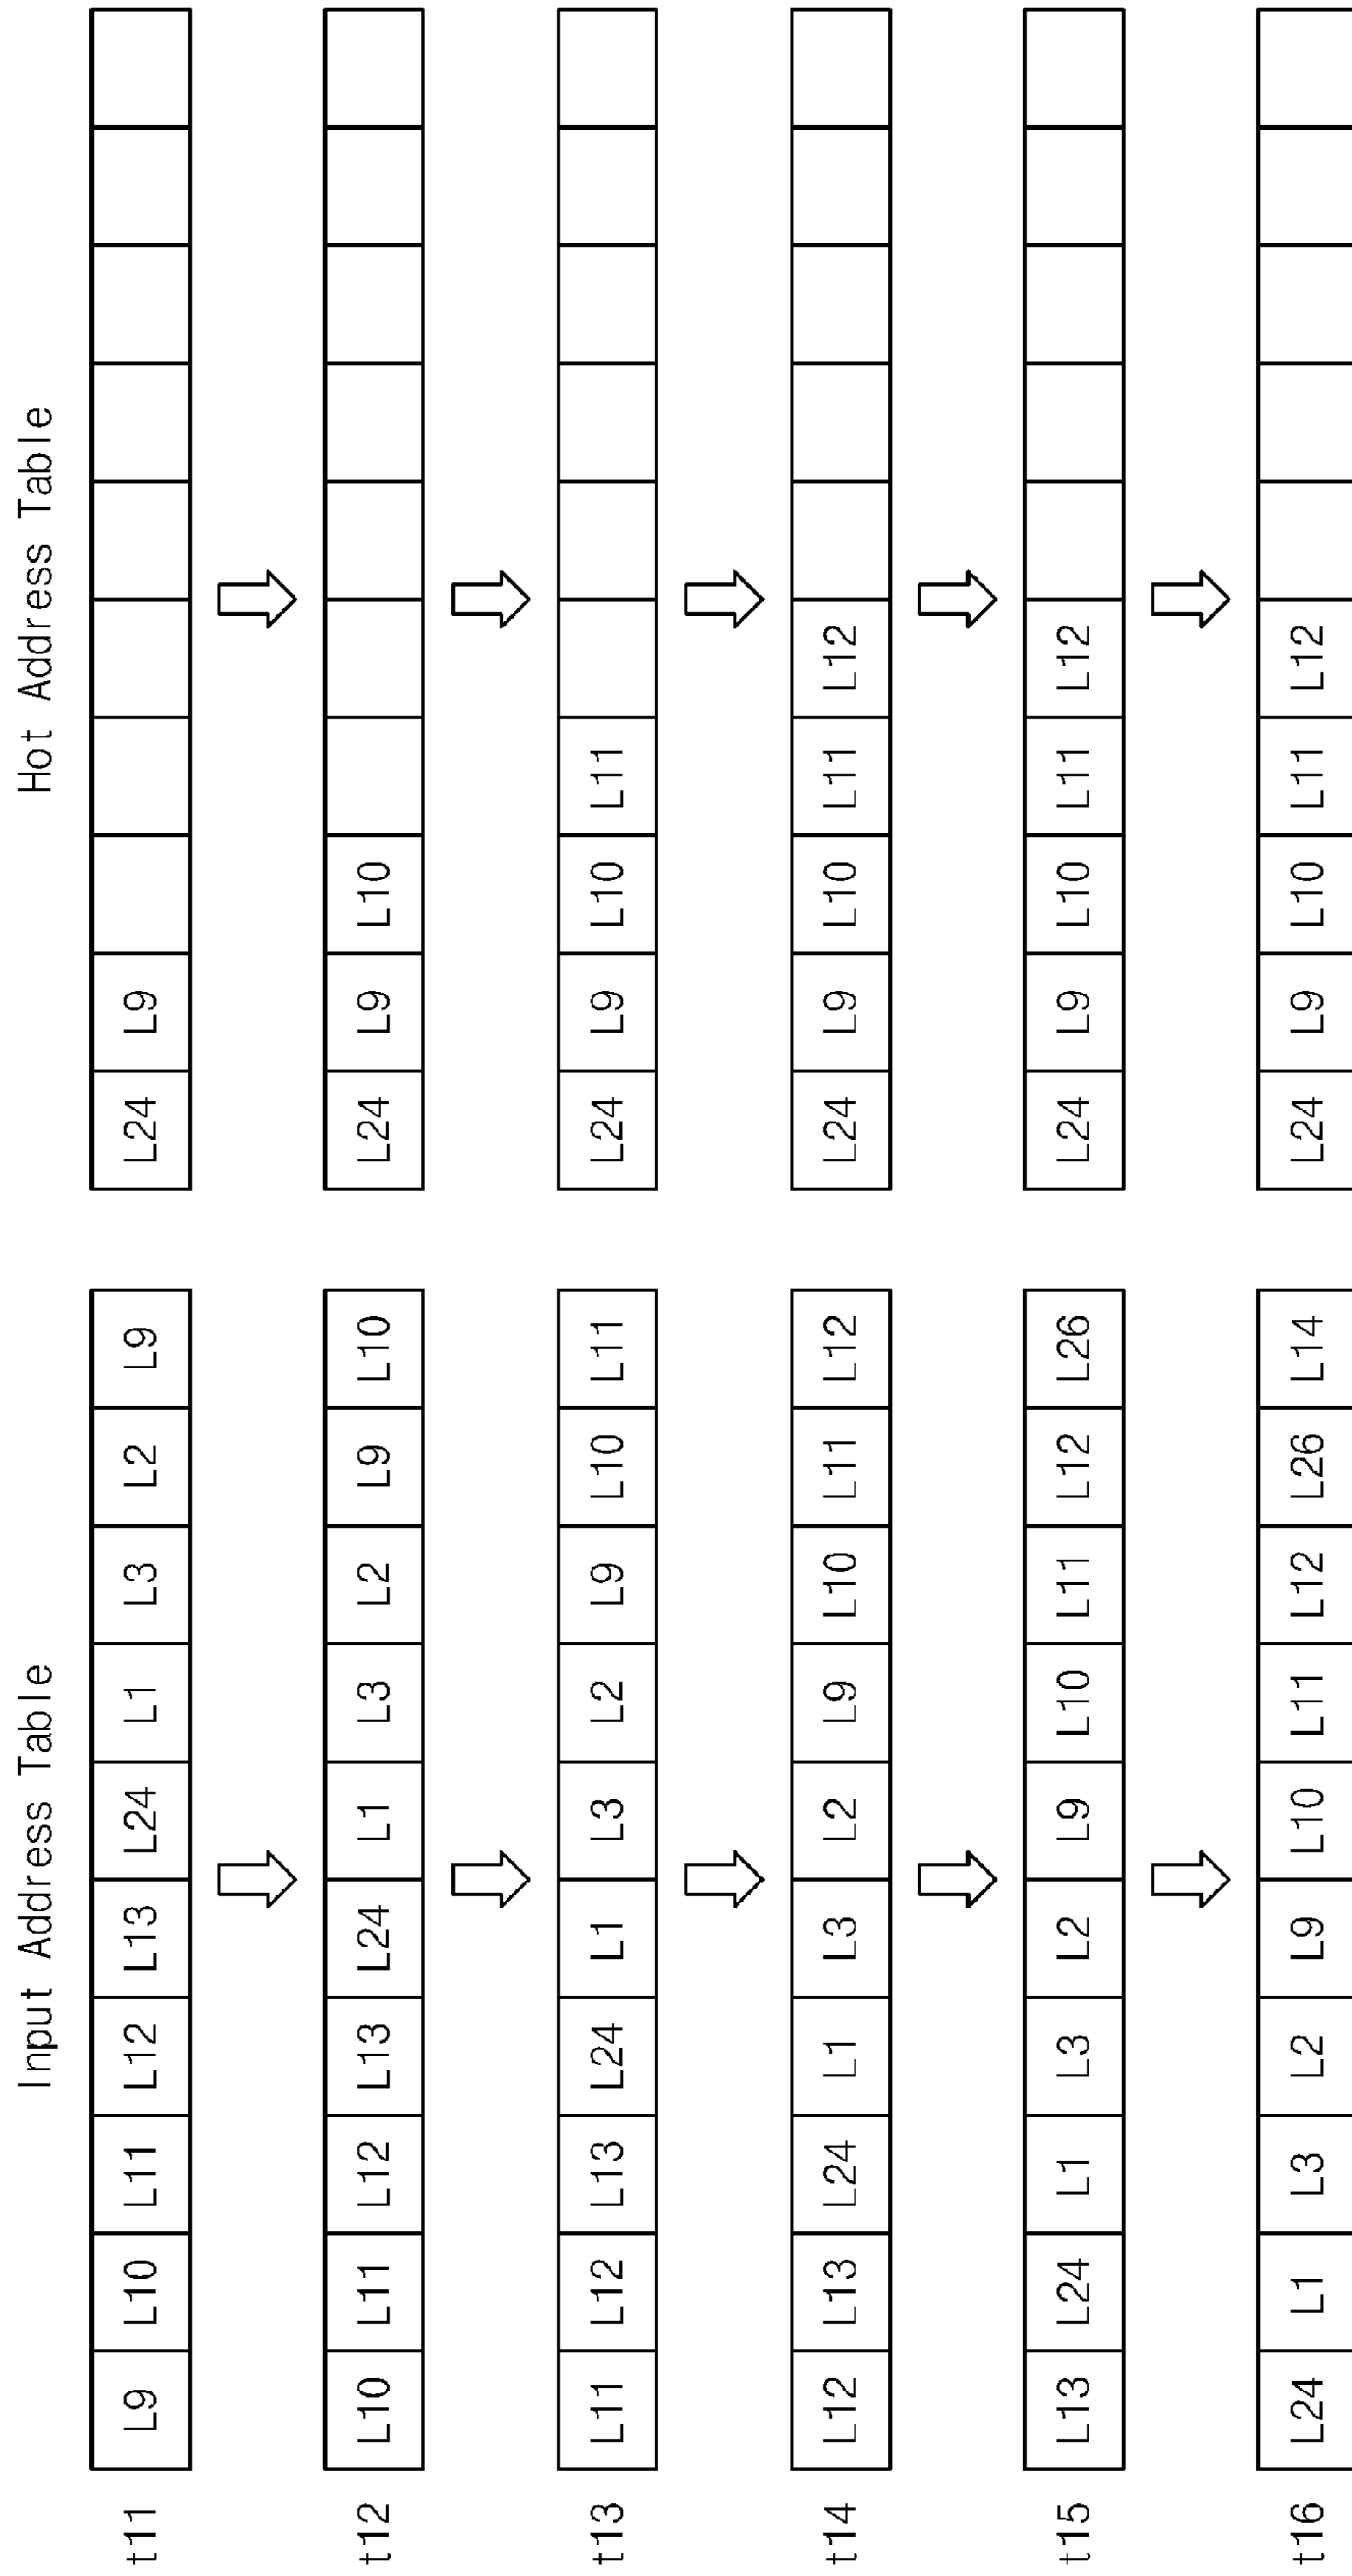 Input Address Table Hot Address Table
t11 L9 L10 L11 L12 L13 L24 L1 L3 L2 L9 L24 L9
t12 L10 L11 L12 L13 L24 L1 L3 L2 L9 L10 L24 L9 L10
t13 L11 L12 L13 L24 L1 L3 L2 L9 L10 L11 L24 L9 L10 L11
t14 L12 L13 L24 L1 L3 L2 L9 L10 L11 L12 L24 L9 L10 L11 L12
t15 L13 L24 L1 L3 L2 L9 L10 L11 L12 L26 L24 L9 L10 L11 L12
t16 L24 L1 L3 L2 L9 L10 L11 L12 L26 L14 L24 L9 L10 L11 L12